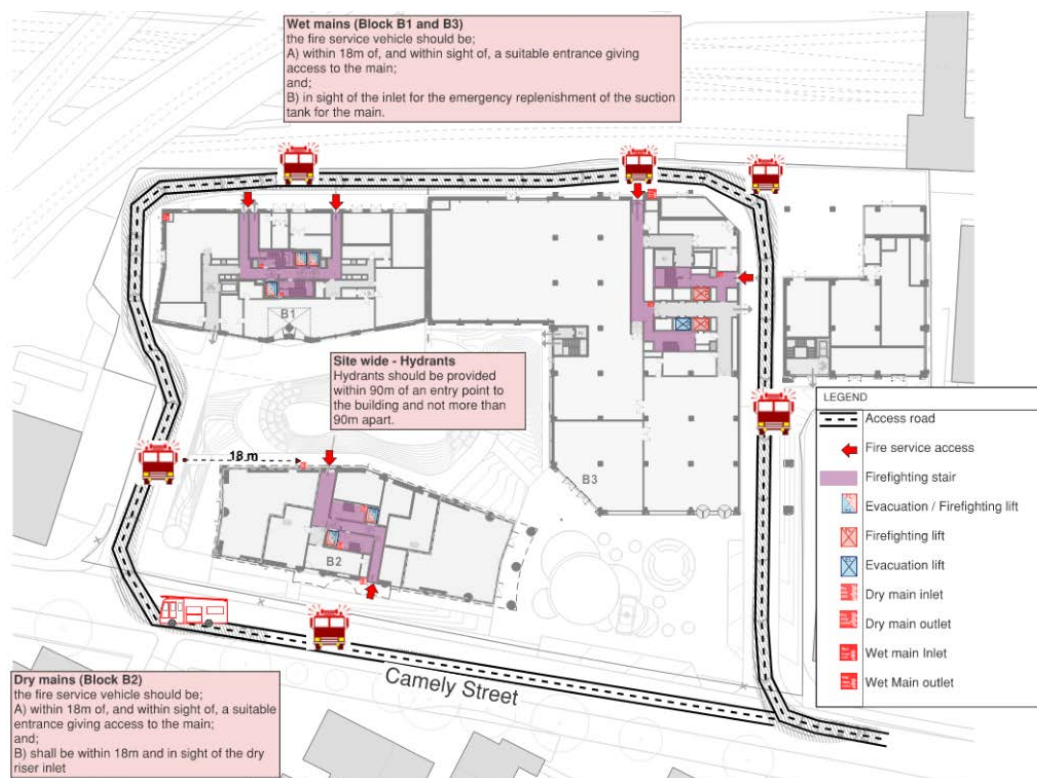 Wet mains (Block B1 and B3)
the fire service vehicle should be;
A) within 18m of, and within sight of, a suitable entrance giving
access to the main;
and;
B) in sight of the inlet for the emergency replenishment of the suction
tank for the main.
B1
Site wide - Hydrants
Hydrants should be provided
within 90m of an entry point to
the building and not more than
90m apart.
18 m
B3
B2
LEGEND
Access road
Fire service access
Firefighting stair
Evacuation / Firefighting lift
Firefighting lift
Evacuation lift
Dry main inlet
Dry main outlet
Wet main Inlet
Wet Main outlet
Camely Street
Dry mains (Block B2)
the fire service vehicle should be;
A) within 18m of, and within sight of, a suitable
entrance giving access to the main;
and;
B) shall be within 18m and in sight of the dry
riser inlet